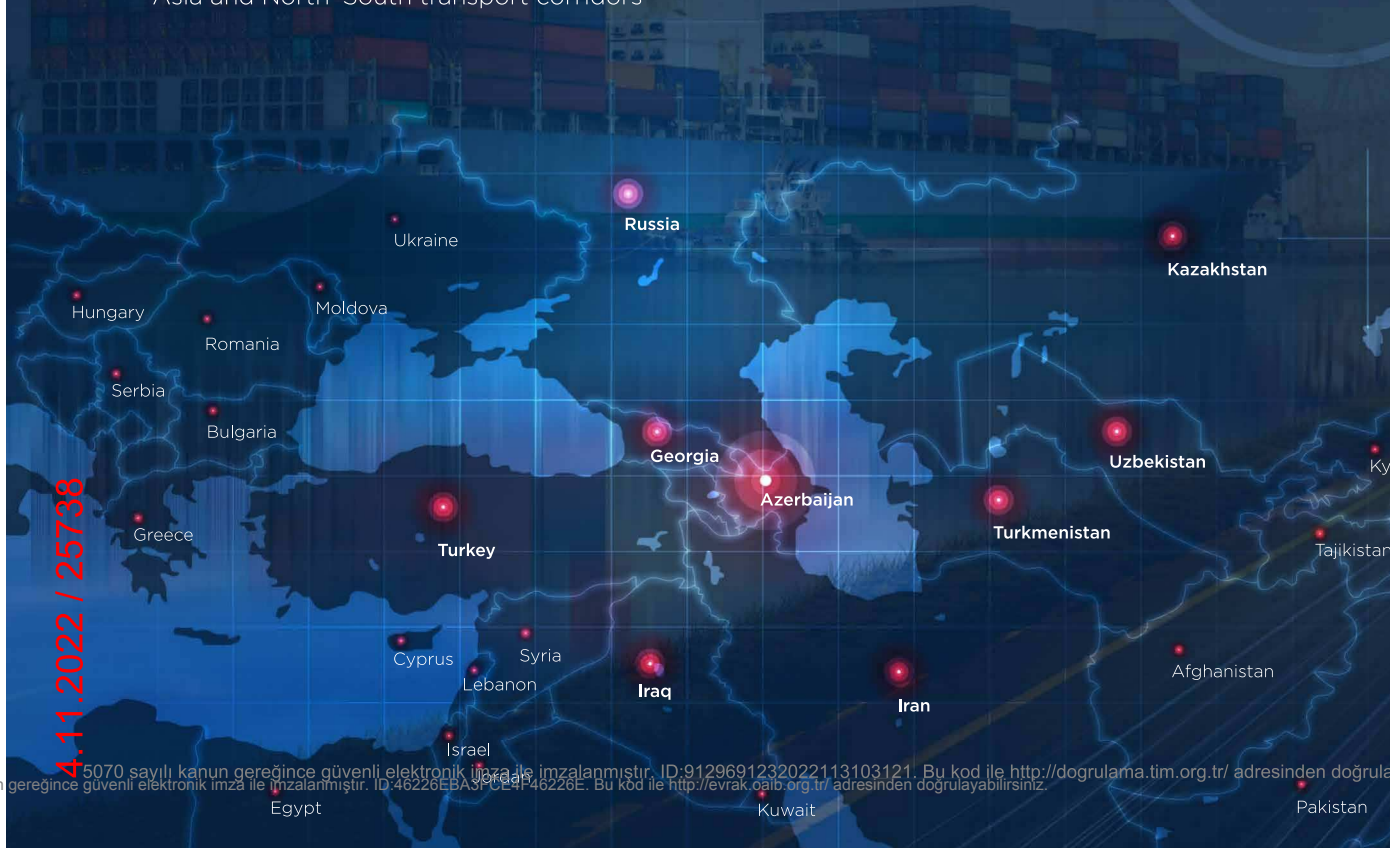 Asia and North-South transport corridors
Russia
Ukraine
Kazakhstan
Hungary
Moldova
Romania
Serbia
Bulgaria
Georgia
Uzbekistan
Azerbaijan
Turkmenistan
Greece
Turkey
Tajikistan
Cyprus
Syria
Lebanon
Iraq
Afghanistan
Iran
Israel
Jordan
Egypt
Kuwait
Pakistan
Ky
4.11.2022 / 25738
5070 sayılı kanun gereğince güvenli elektronik imza ile imzalanmıştır. ID:9129691232022113103121. Bu kod ile http://dogrulama.tim.org.tr/ adresinden doğrula
gereğince güvenli elektronik imza ile imzalanmıştır. ID:46226EBA3FCE4F46226E. Bu kod ile http://evrak.oaib.org.tr/ adresinden doğrulayabilirsiniz.